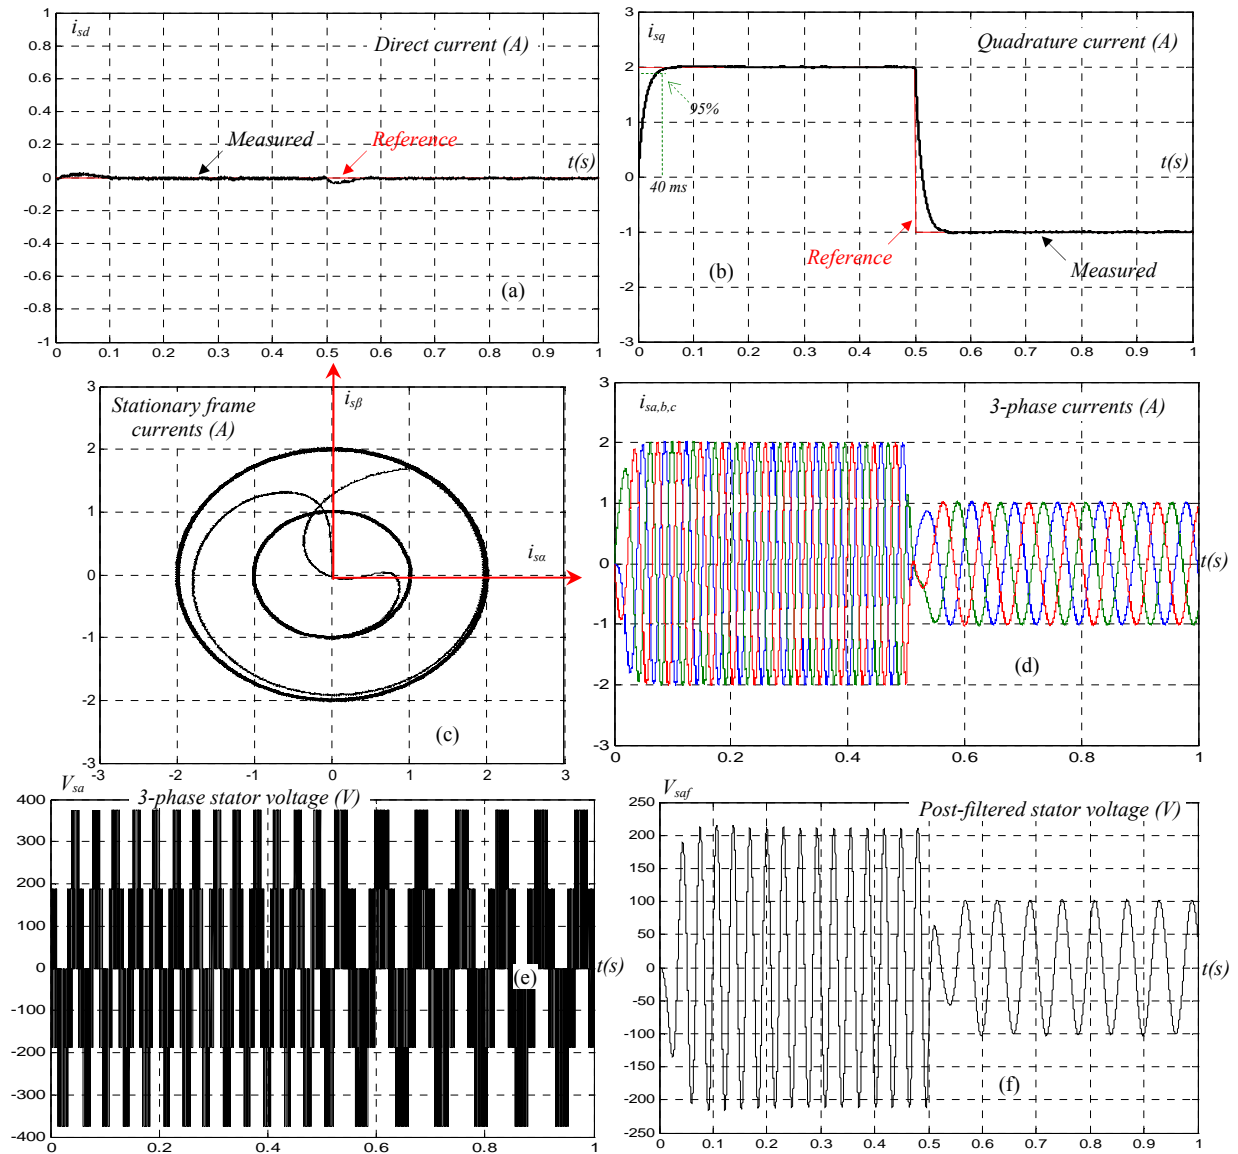 i_sd
Direct current (A)
1
0.8
0.6
0.4
0.2
0
-0.2
-0.4
-0.6
-0.8
-1
Measured
Reference
t(s)
(a)
0 0.1 0.2 0.3 0.4 0.5 0.6 0.7 0.8 0.9 1
i_sq
Quadrature current (A)
3
2
1
0
-1
-2
-3
95%
40 ms
t(s)
Reference
Measured
(b)
0 0.1 0.2 0.3 0.4 0.5 0.6 0.7 0.8 0.9 1
Stationary frame
currents (A)
i_sβ
i_sα
3
2
1
0
-1
-2
-3
(c)
-3 -2 -1 0 1 2 3
i_sa,b,c
3-phase currents (A)
3
2
1
0
-1
-2
-3
t(s)
(d)
0 0.2 0.4 0.6 0.8 1
V_sa
3-phase stator voltage (V)
400
300
200
100
0
-100
-200
-300
-400
t(s)
(e)
0 0.2 0.4 0.6 0.8 1
V_saf
Post-filtered stator voltage (V)
250
200
150
100
50
0
-50
-100
-150
-200
-250
t(s)
(f)
0 0.1 0.2 0.3 0.4 0.5 0.6 0.7 0.8 0.9 1